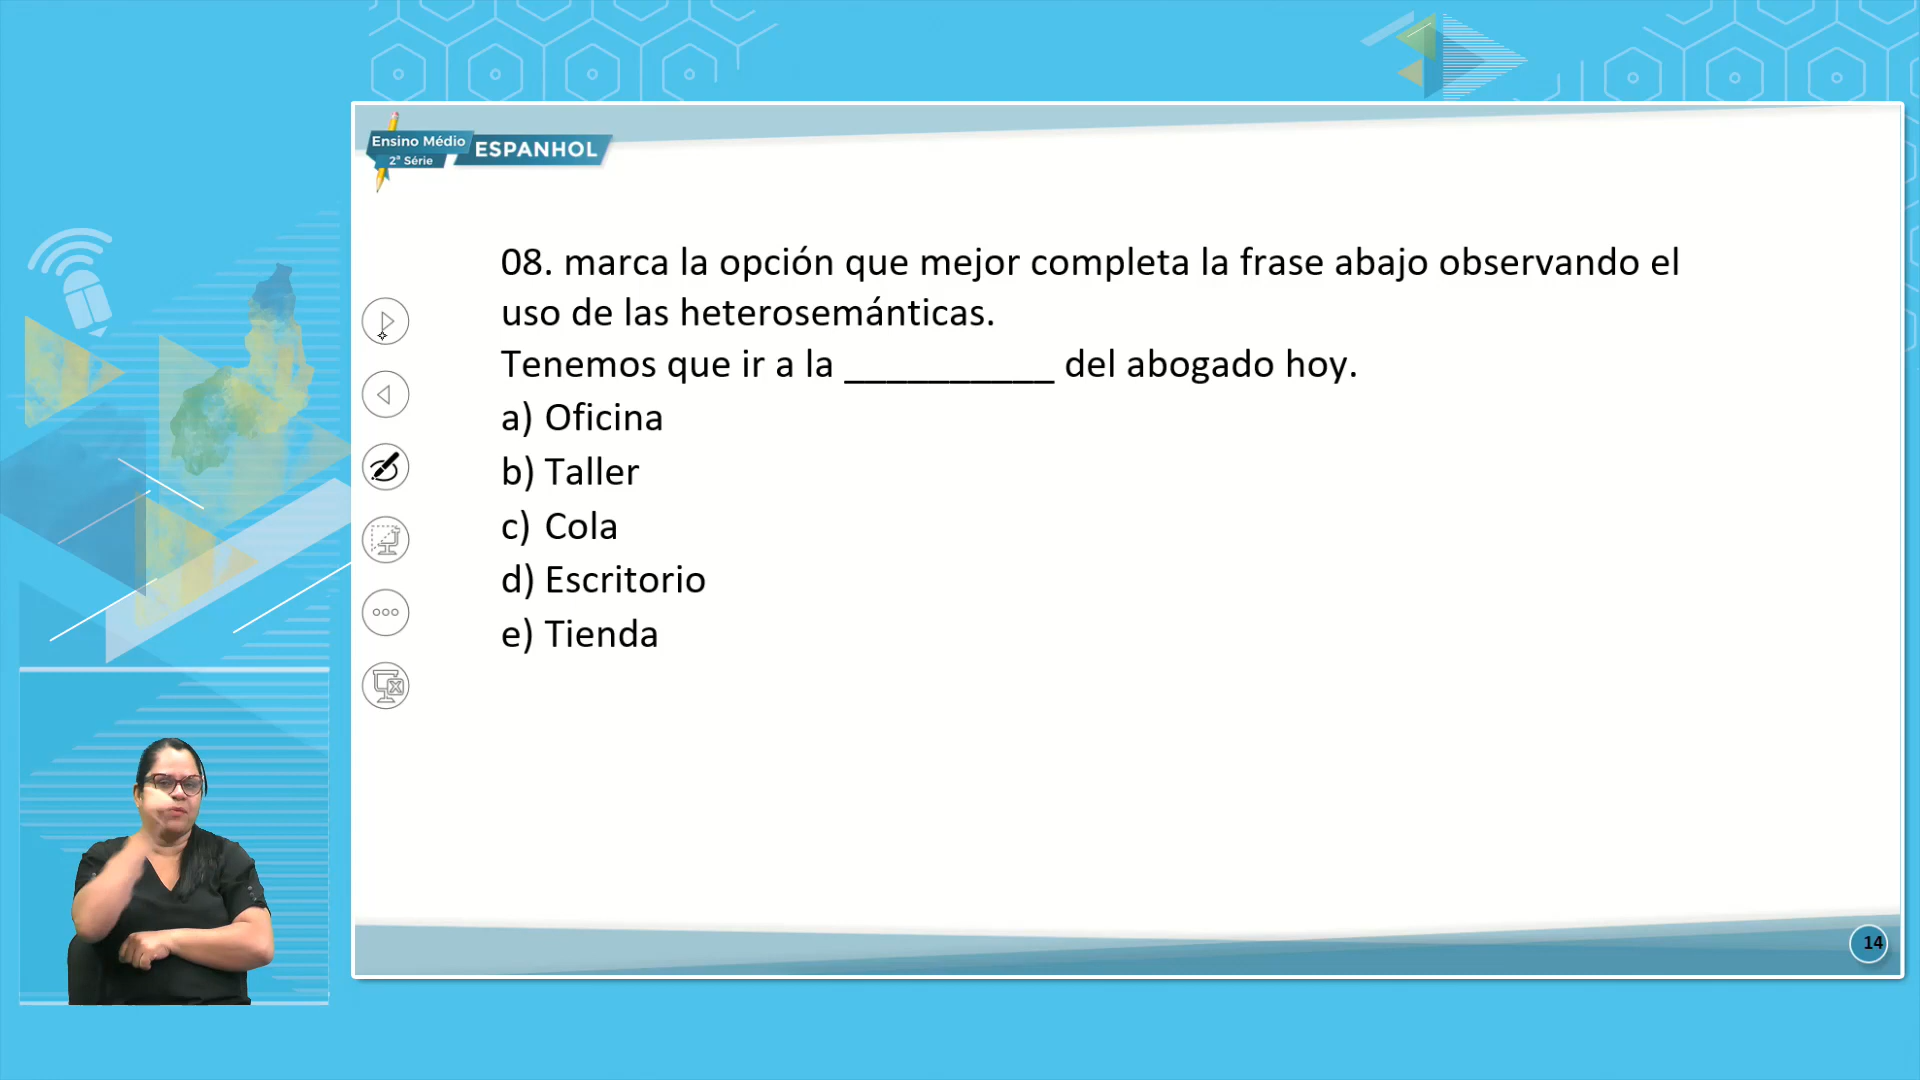 Ensino Médio
2ª Série
ESPANHOL
08. marca la opción que mejor completa la frase abajo observando el
uso de las heterosemánticas.
Tenemos que ir a la __________ del abogado hoy.
a) Oficina
b) Taller
c) Cola
d) Escritorio
e) Tienda
14